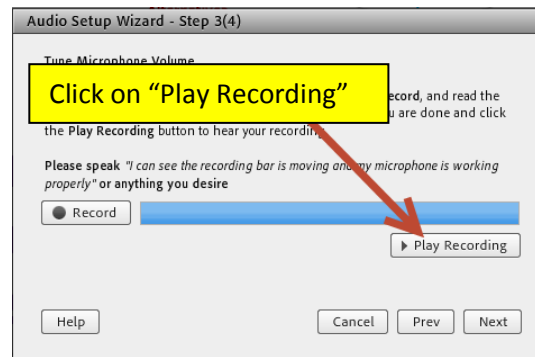 Audio Setup Wizard - Step 3(4)
Tune Microphone Volume
Click on “Play Recording”
ecord, and read the
u are done and click
the Play Recording button to hear your recording
Please speak "I can see the recording bar is moving and my microphone is working
properly" or anything you desire
Record
Play Recording
Help
Cancel
Prev
Next